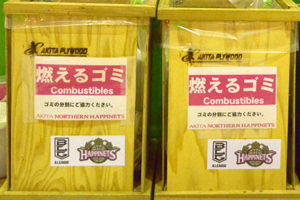 AKITA PLYWOOD
燃えるゴミ
Combustibles
ゴミの分別にご協力ください。
AKITA NORTHERN HAPPINETS
B.LEAGUE
HAPPINETS
AKITA PLYWOOD
燃えるゴミ
Combustibles
ゴミの分別にご協力ください。
AKITA NORTHERN HAPPINETS
B.LEAGUE
HAPPINETS